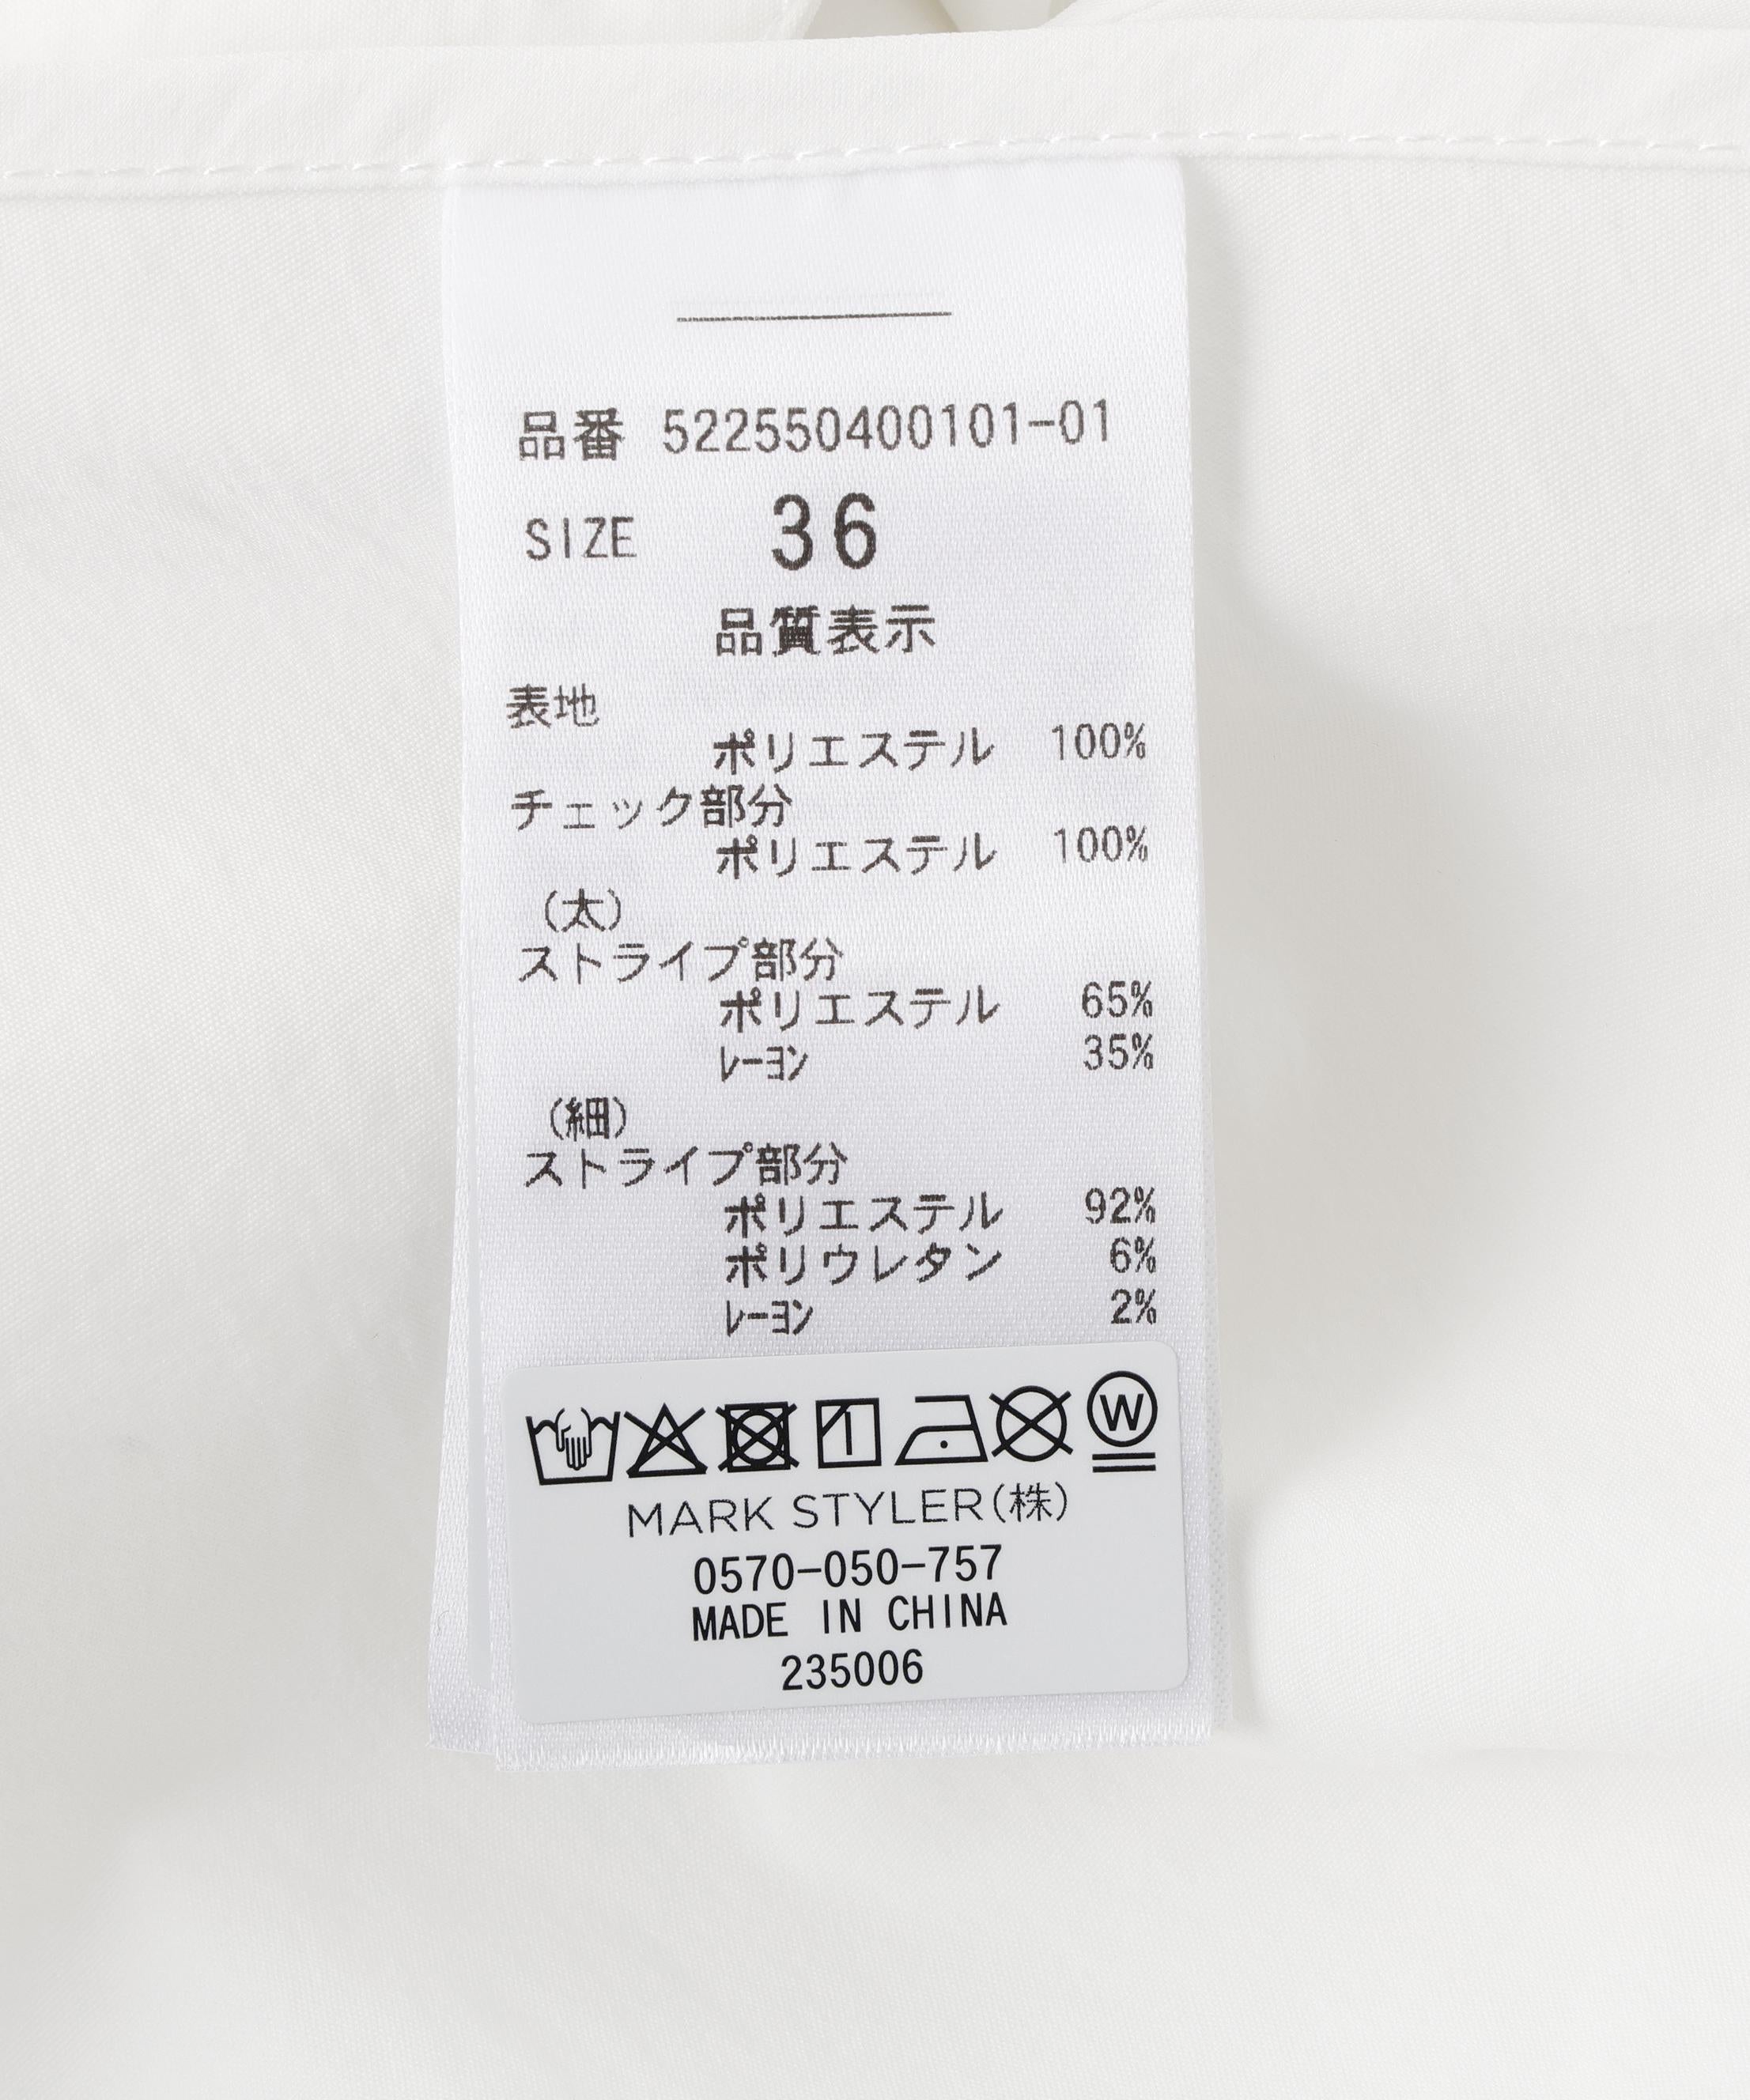 品番 522550400101-01
SIZE 36
品質表示
表地
ポリエステル 100%
チェック部分
ポリエステル 100%
(太)
ストライプ部分
ポリエステル 65%
ﾚｰﾖﾝ 35%
(細)
ストライプ部分
ポリエステル 92%
ポリウレタン 6%
ﾚｰﾖﾝ 2%
W
MARK STYLER(株)
0570-050-757
MADE IN CHINA
235006